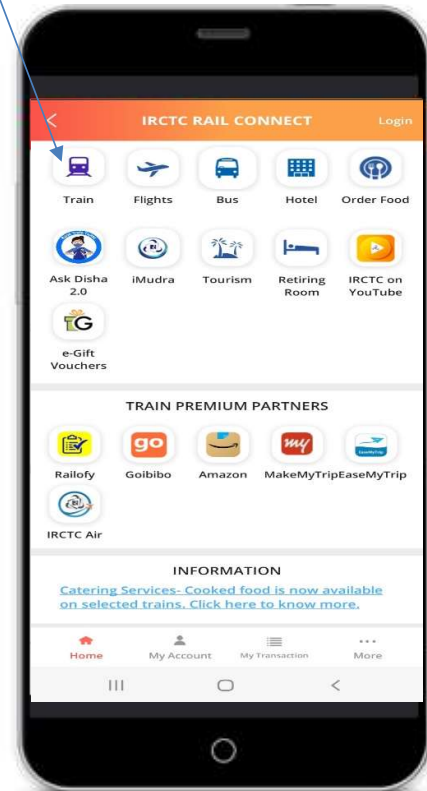 IRCTC RAIL CONNECT Login
Train Flights Bus Hotel Order Food
Ask Disha 2.0 iMudra Tourism Retiring Room IRCTC on YouTube
e-Gift Vouchers
TRAIN PREMIUM PARTNERS
go my
Railofy Goibibo Amazon MakeMyTrip EaseMyTrip
IRCTC Air
INFORMATION
Catering Services- Cooked food is now available
on selected trains. Click here to know more.
Home My Account My Transaction More